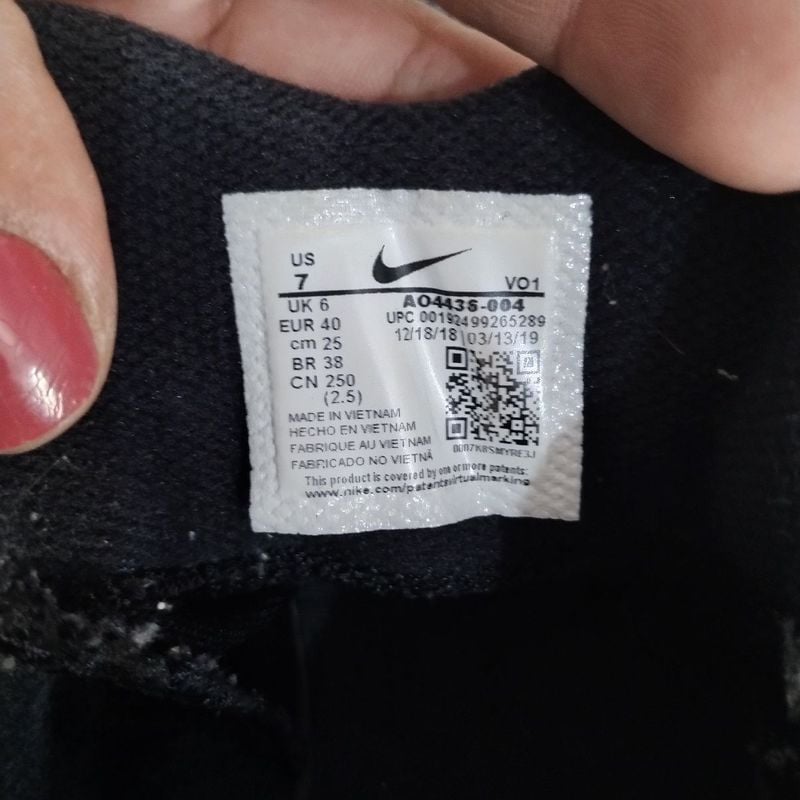 US
7
VO1
UK 6
EUR 40
cm 25
BR 38
CN 250
(2.5)
AO4436-004
UPC 00192499265289
12/18/18 03/13/19
MADE IN VIETNAM
HECHO EN VIETNAM
FABRIQUE AU VIETNAM
FABRICADO NO VIETNÃ
This product is covered by one or more patents:
www.nike.com/patentsvirtualmarking